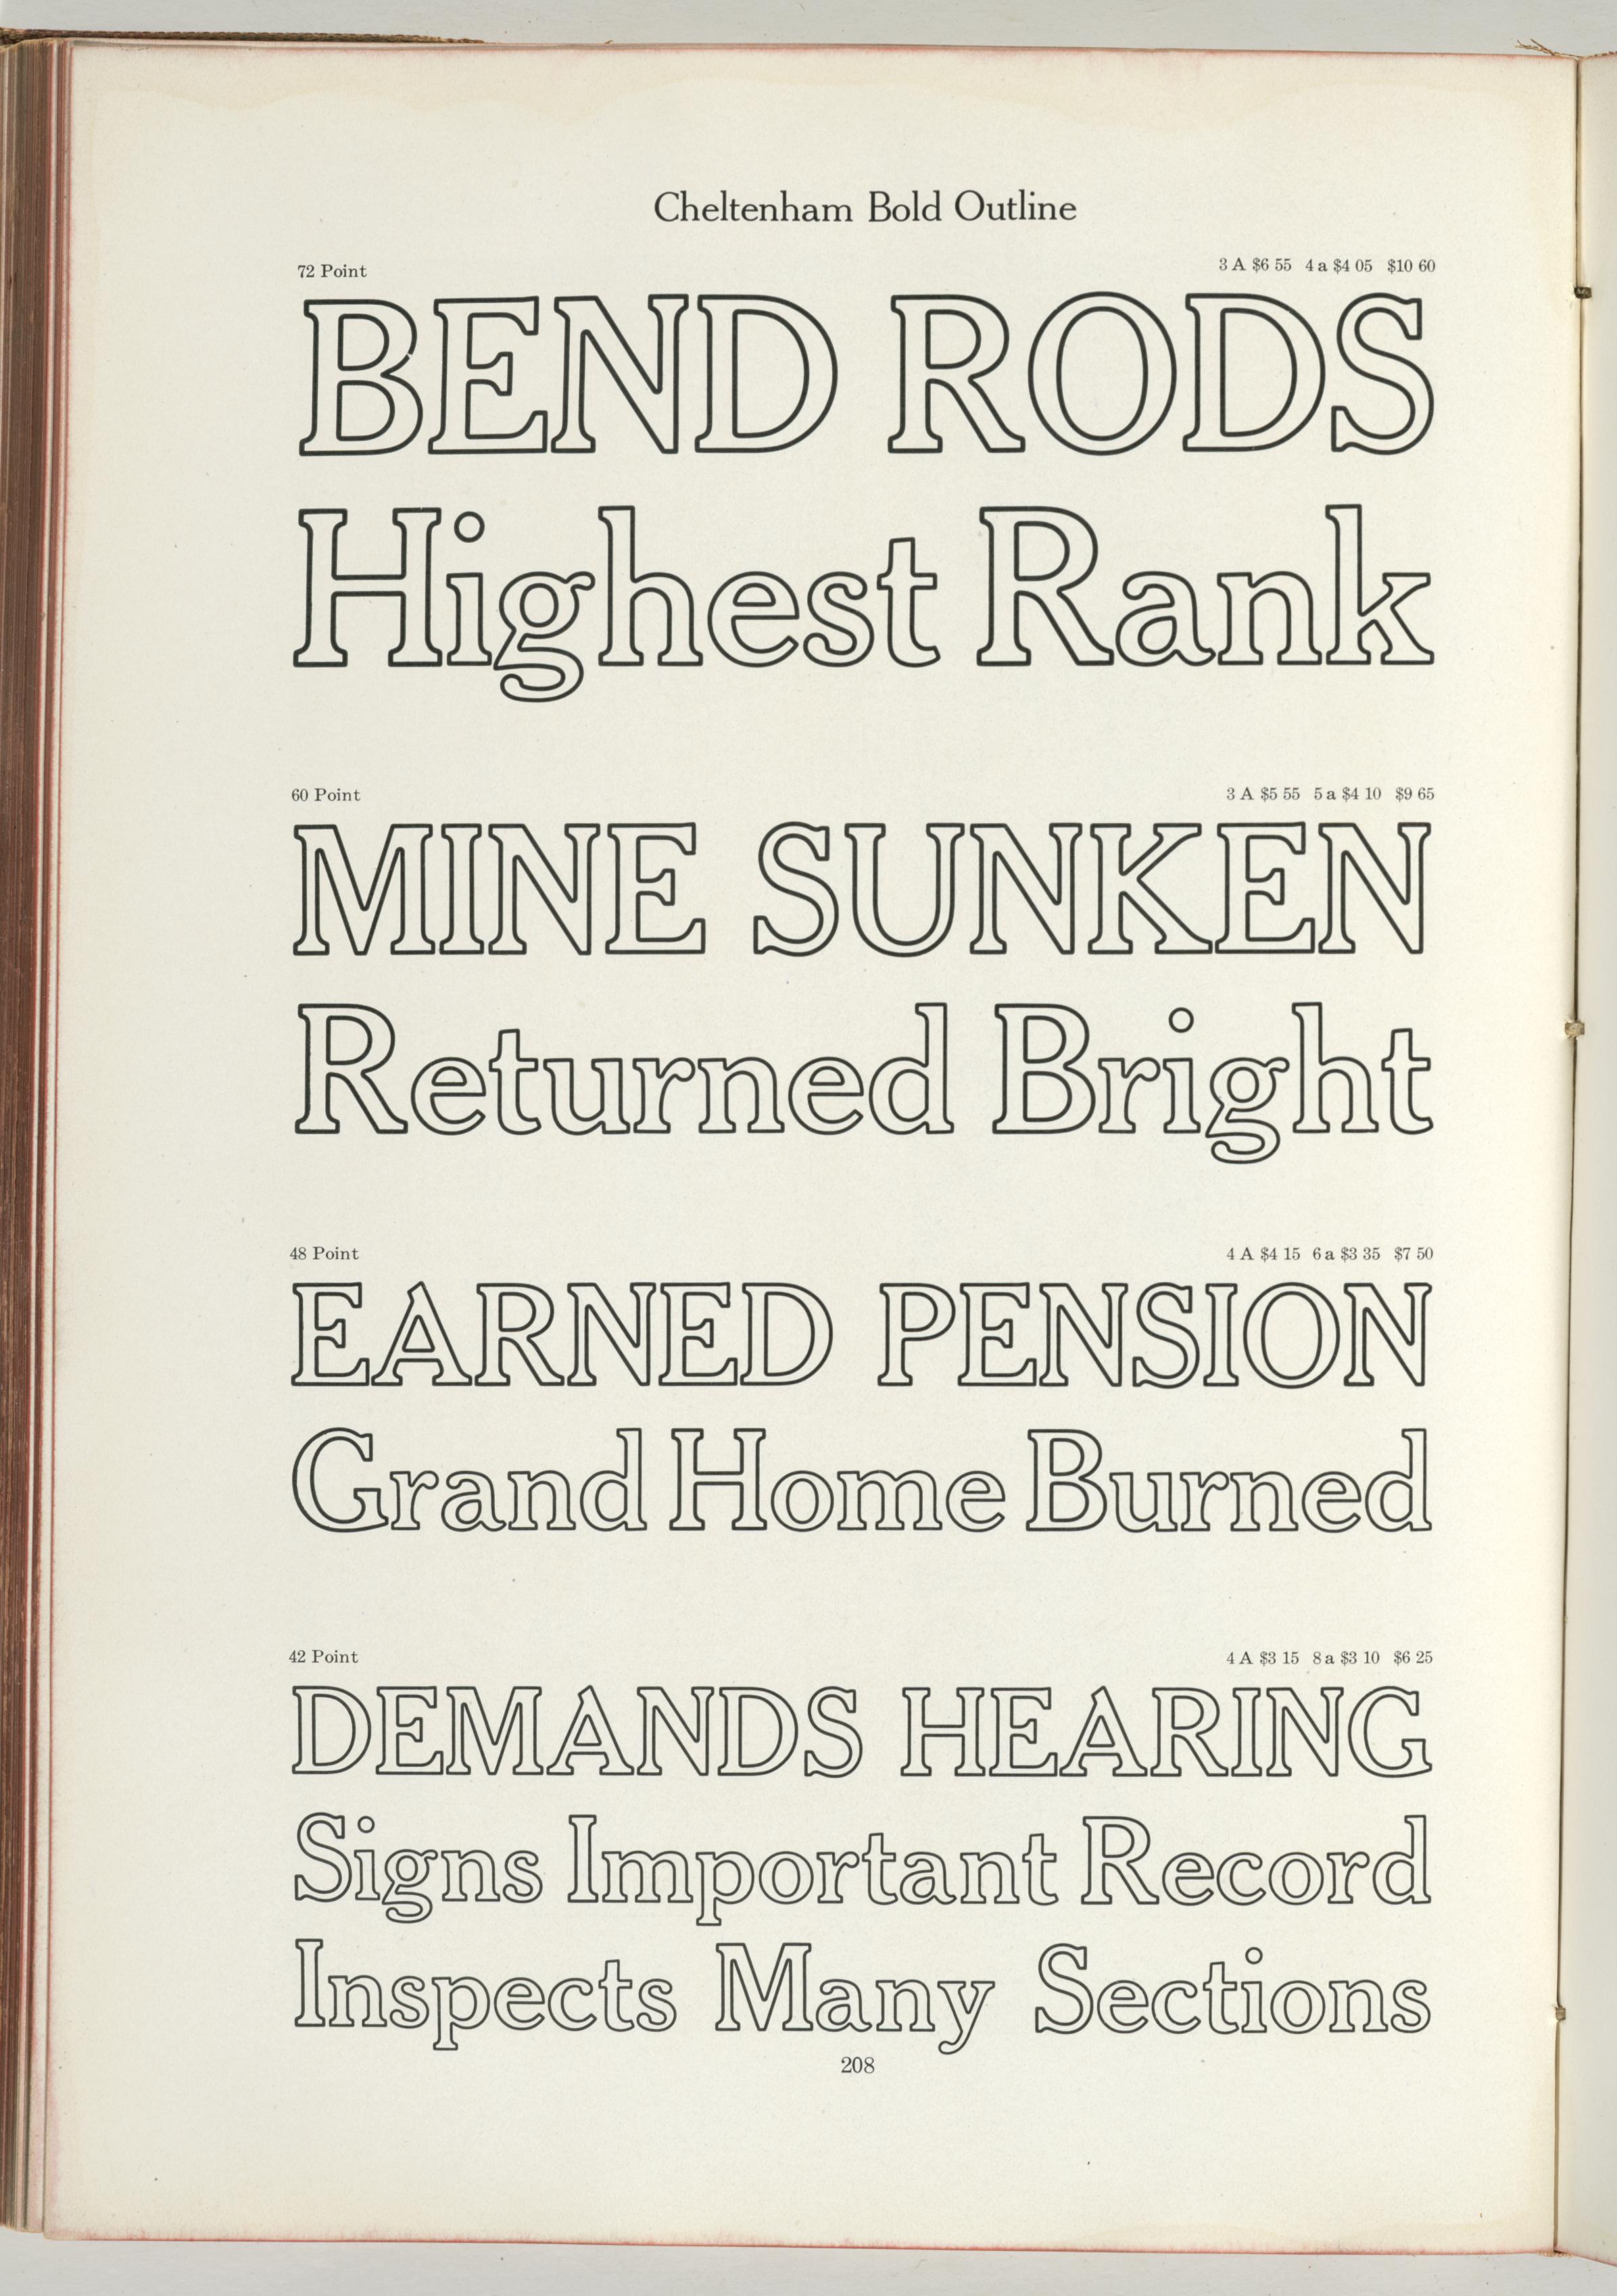 Cheltenham Bold Outline
72 Point 3 A $6 55 4 a $4 05 $10 60
BEND RODS
Highest Rank
60 Point 3 A $5 55 5 a $4 10 $9 65
MINE SUNKEN
Returned Bright
48 Point 4 A $4 15 6 a $3 35 $7 50
EARNED PENSION
Grand Home Burned
42 Point 4 A $3 15 8 a $3 10 $6 25
DEMANDS HEARING
Signs Important Record
Inspects Many Sections
208